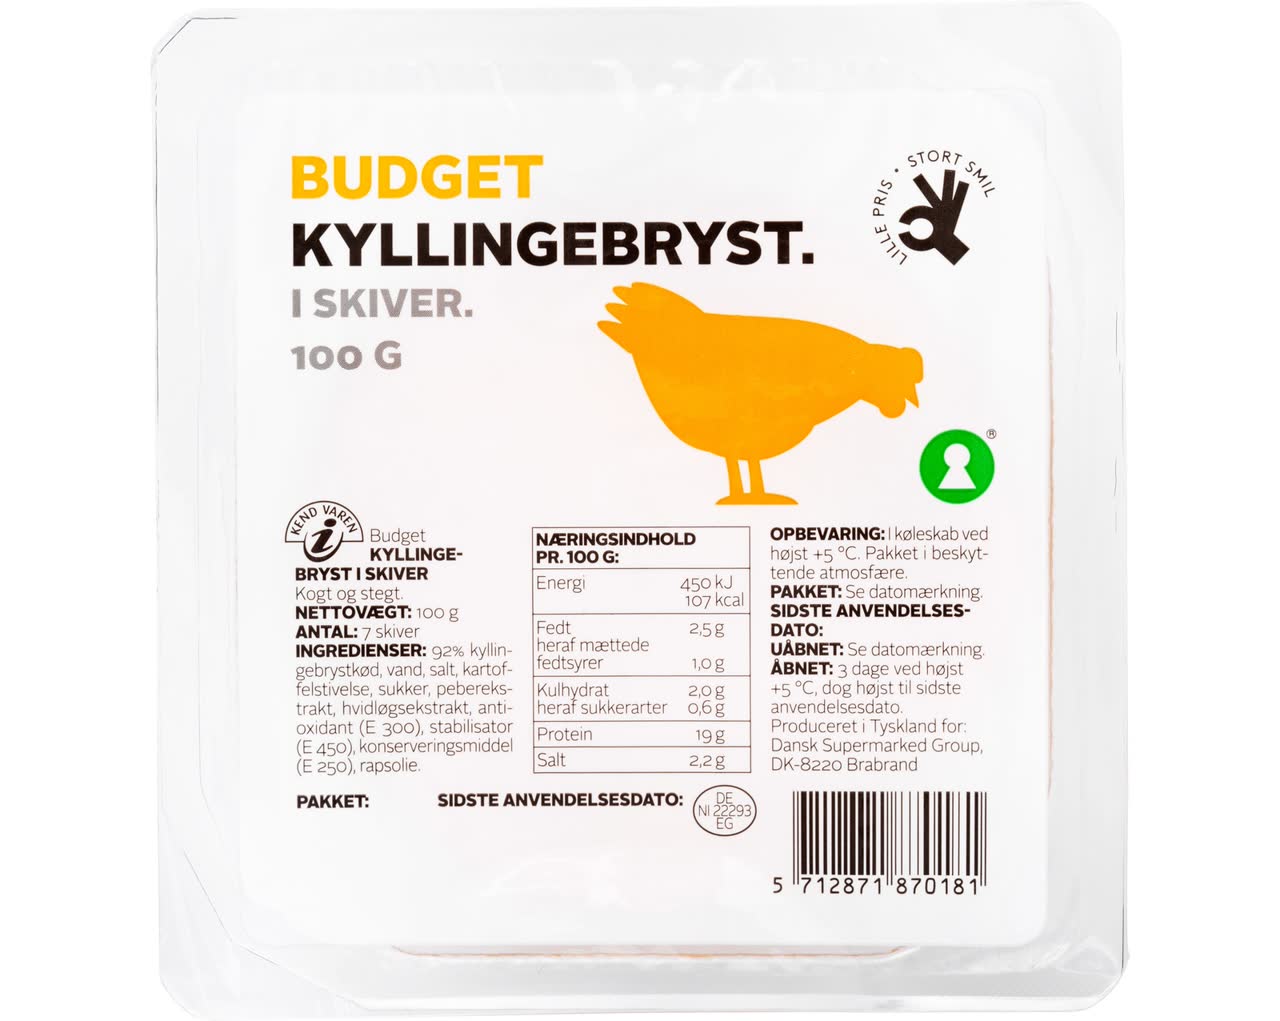 BUDGET
KYLLINGEBRYST.
I SKIVER.
100 G
LILLE PRIS • STORT SMIL
®
KEND VAREN
i
Budget
KYLLINGE-
BRYST I SKIVER
Kogt og stegt.
NETTOVÆGT: 100 g
ANTAL: 7 skiver
INGREDIENSER: 92% kyllin-
gebrystkød, vand, salt, kartof-
felstivelse, sukker, pebereks-
trakt, hvidløgsekstrakt, anti-
oxidant (E 300), stabilisator
(E 450), konserveringsmiddel
(E 250), rapsolie.
NÆRINGSINDHOLD
PR. 100 G:
Energi 450 kJ
107 kcal
Fedt 2,5 g
heraf mættede
fedtsyrer 1,0 g
Kulhydrat 2,0 g
heraf sukkerarter 0,6 g
Protein 19 g
Salt 2,2 g
OPBEVARING: I køleskab ved
højst +5 °C. Pakket i beskyt-
tende atmosfære.
PAKKET: Se datomærkning.
SIDSTE ANVENDELSES-
DATO:
UÅBNET: Se datomærkning.
ÅBNET: 3 dage ved højst
+5 °C, dog højst til sidste
anvendelsesdato.
Produceret i Tyskland for:
Dansk Supermarked Group,
DK-8220 Brabrand
PAKKET: SIDSTE ANVENDELSESDATO:
DE
NI 22293
EG
5 712871 870181